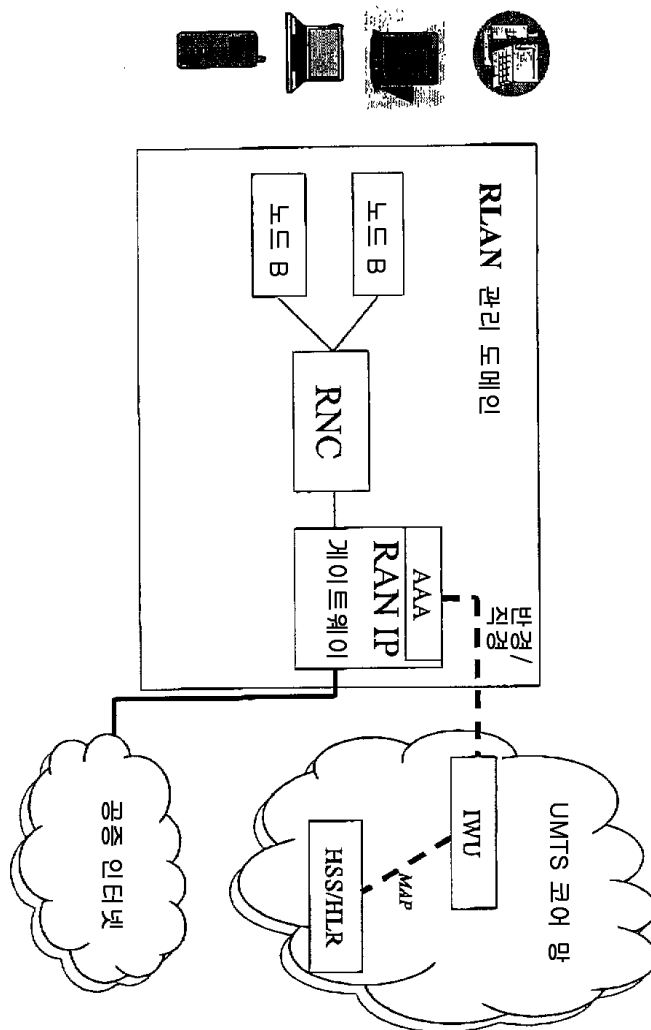 RLAN 관리 도메인
노드 B
노드 B
RNC
AAA
RAN IP
게이트웨이
반경/
직경
UMTS 코어 망
IWU
MAP
HSS/HLR
공중 인터넷